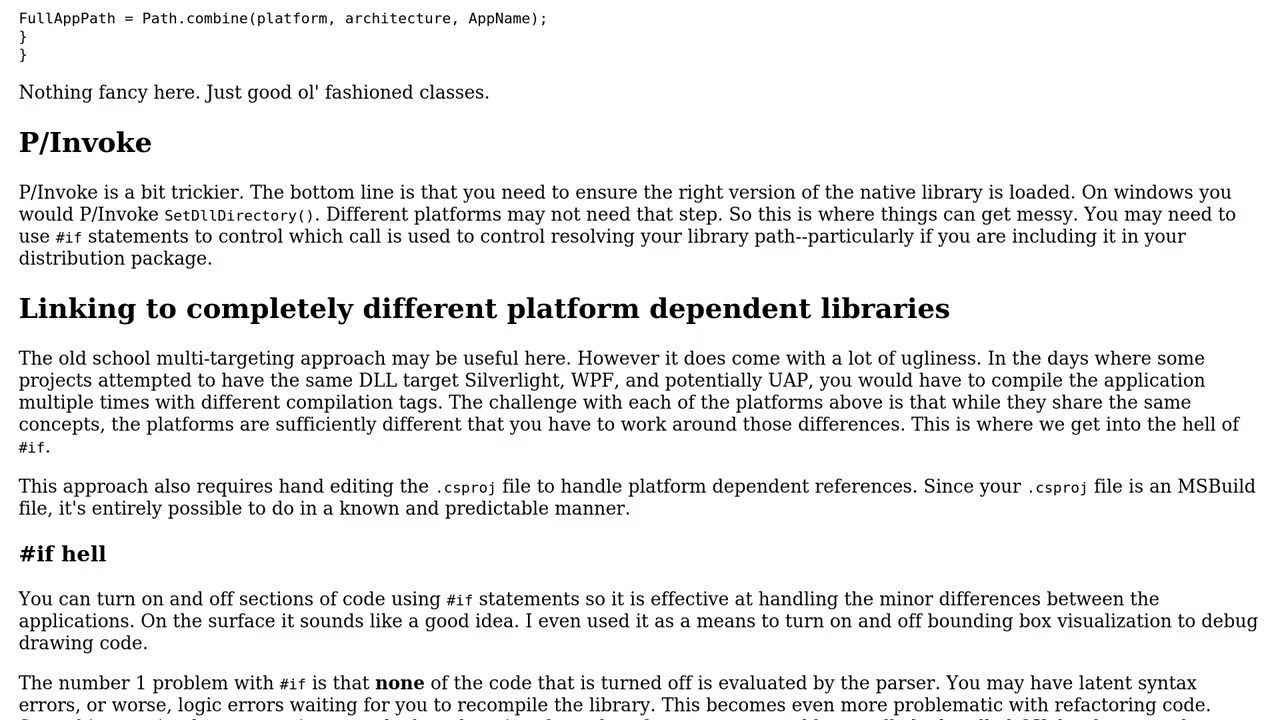 FullAppPath = Path.combine(platform, architecture, AppName);
}
}
Nothing fancy here. Just good ol' fashioned classes.
P/Invoke
P/Invoke is a bit trickier. The bottom line is that you need to ensure the right version of the native library is loaded. On windows you
would P/Invoke SetDllDirectory(). Different platforms may not need that step. So this is where things can get messy. You may need to
use #if statements to control which call is used to control resolving your library path--particularly if you are including it in your
distribution package.
Linking to completely different platform dependent libraries
The old school multi-targeting approach may be useful here. However it does come with a lot of ugliness. In the days where some
projects attempted to have the same DLL target Silverlight, WPF, and potentially UAP, you would have to compile the application
multiple times with different compilation tags. The challenge with each of the platforms above is that while they share the same
concepts, the platforms are sufficiently different that you have to work around those differences. This is where we get into the hell of
#if.
This approach also requires hand editing the .csproj file to handle platform dependent references. Since your .csproj file is an MSBuild
file, it's entirely possible to do in a known and predictable manner.
#if hell
You can turn on and off sections of code using #if statements so it is effective at handling the minor differences between the
applications. On the surface it sounds like a good idea. I even used it as a means to turn on and off bounding box visualization to debug
drawing code.
The number 1 problem with #if is that none of the code that is turned off is evaluated by the parser. You may have latent syntax
errors, or worse, logic errors waiting for you to recompile the library. This becomes even more problematic with refactoring code.